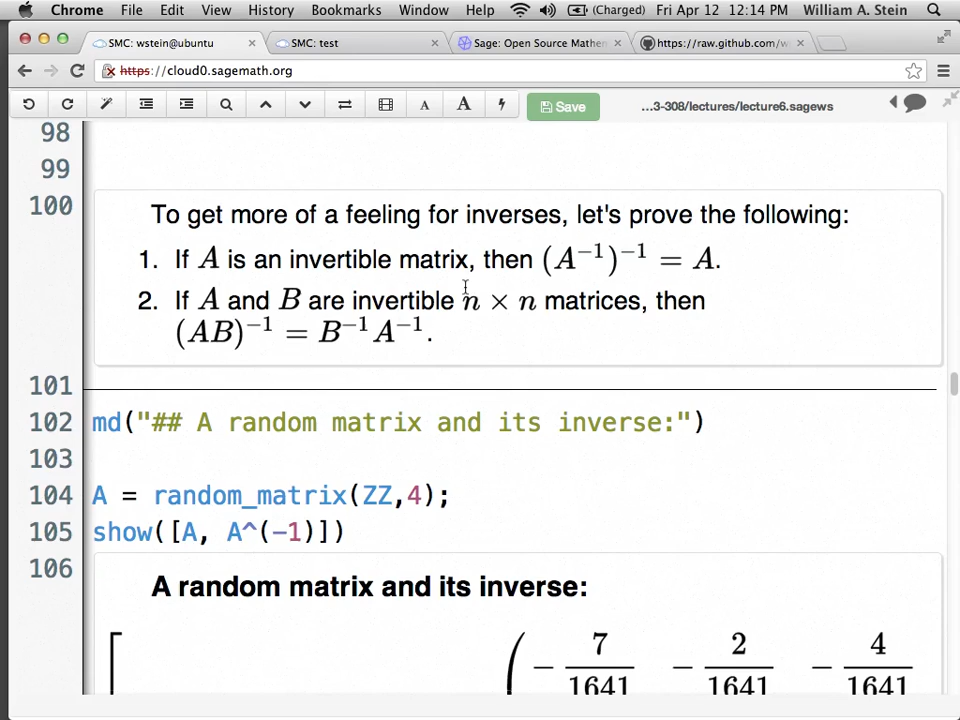 Chrome File Edit View History Bookmarks Window Help (Charged) Fri Apr 12 12:14 PM William A. Stein
SMC: wstein@ubuntu × SMC: test × Sage: Open Source Mathem × https://raw.github.com/w ×
https://cloud0.sagemath.org
A A Save ...3-308/lectures/lecture6.sagews
98
99
100 To get more of a feeling for inverses, let's prove the following:
1. If A is an invertible matrix, then (A⁻¹)⁻¹ = A.
2. If A and B are invertible n × n matrices, then
(AB)⁻¹ = B⁻¹A⁻¹.
101
102 md("## A random matrix and its inverse:")
103
104 A = random_matrix(ZZ,4);
105 show([A, A^(-1)])
106 A random matrix and its inverse:
[ ( − 7/1641 − 2/1641 − 4/1641